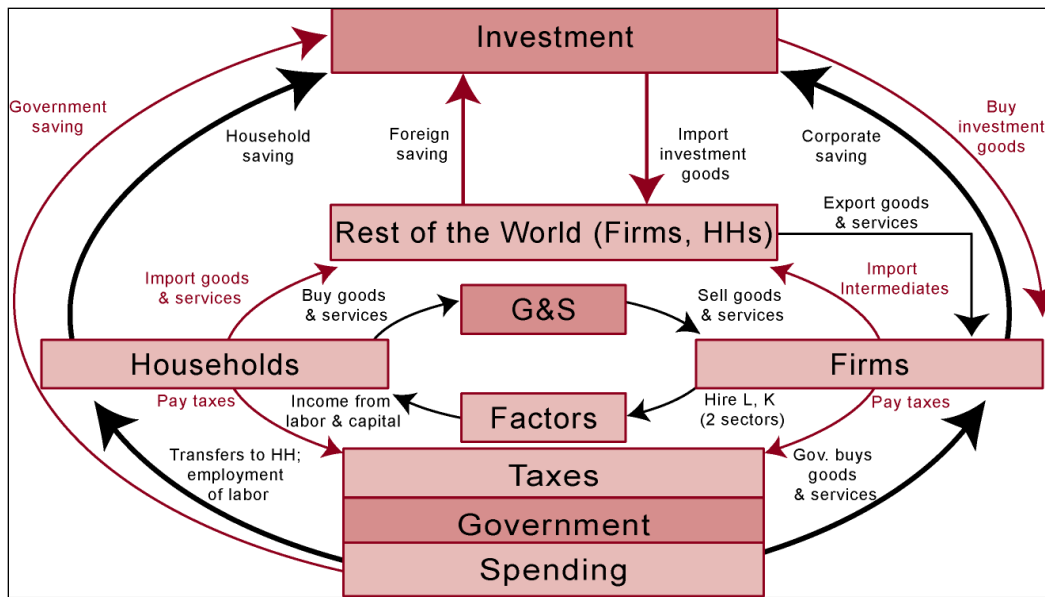 Investment
Government
saving
Household
saving
Foreign
saving
Import
investment
goods
Corporate
saving
Buy
investment
goods
Rest of the World (Firms, HHs)
Export goods
& services
Import goods
& services
Buy goods
& services
G&S
Sell goods
& services
Import
Intermediates
Households
Firms
Pay taxes
Income from
labor & capital
Factors
Hire L, K
(2 sectors)
Pay taxes
Transfers to HH;
employment
of labor
Taxes
Gov. buys
goods
& services
Government
Spending